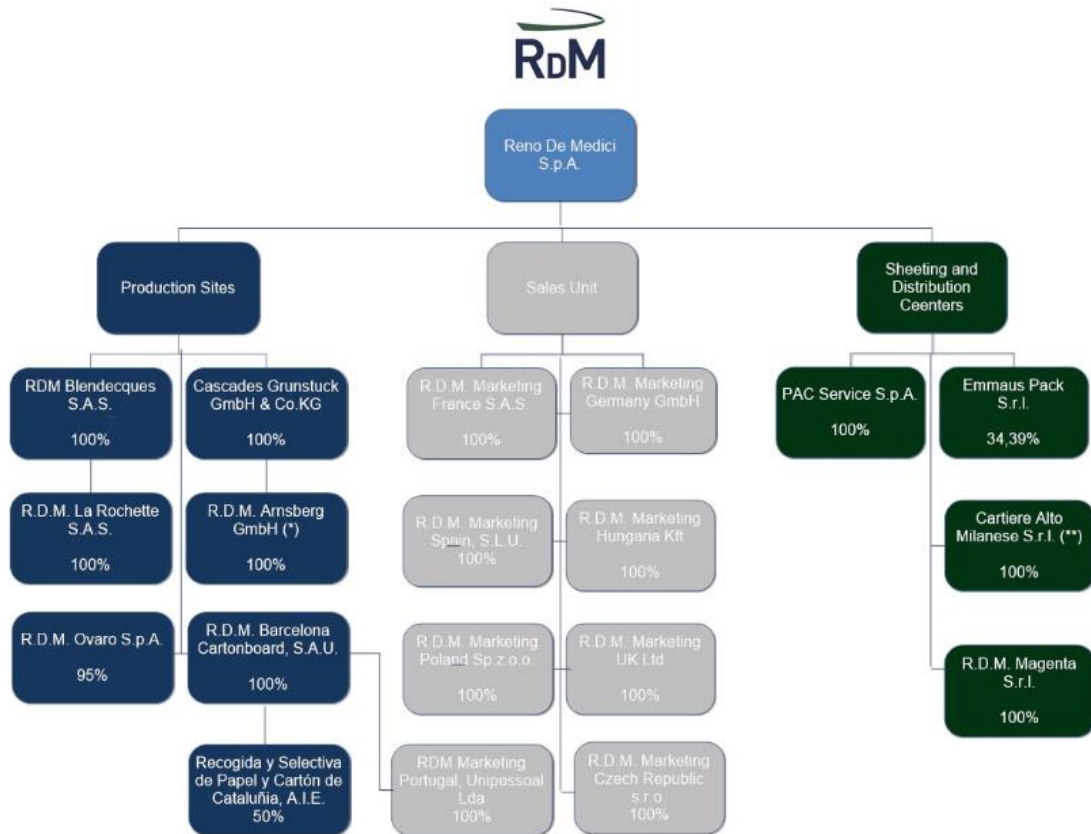 RDM
Reno De Medici
S.p.A.
Production Sites
Sales Unit
Sheeting and
Distribution
Ceenters
RDM Blendecques
S.A.S.
100%
Cascades Grunstuck
GmbH & Co.KG
100%
R.D.M. Marketing
France S.A.S.
100%
R.D.M. Marketing
Germany GmbH
100%
PAC Service S.p.A.
100%
Emmaus Pack
S.r.l.
34,39%
R.D.M. La Rochette
S.A.S.
100%
R.D.M. Arnsberg
GmbH (*)
100%
R.D.M. Marketing
Spain, S.L.U.
100%
R.D.M. Marketing
Hungaria Kft
100%
Cartiere Alto
Milanese S.r.l. (**)
100%
R.D.M. Ovaro S.p.A.
95%
R.D.M. Barcelona
Cartonboard, S.A.U.
100%
R.D.M. Marketing
Poland Sp.z.o.o.
100%
R.D.M. Marketing
UK Ltd
100%
R.D.M. Magenta
S.r.l.
100%
Recogida y Selectiva
de Papel y Cartón de
Cataluñia, A.I.E.
50%
RDM Marketing
Portugal, Unipessoal
Lda
100%
R.D.M. Marketing
Czech Republic
s.r.o.
100%